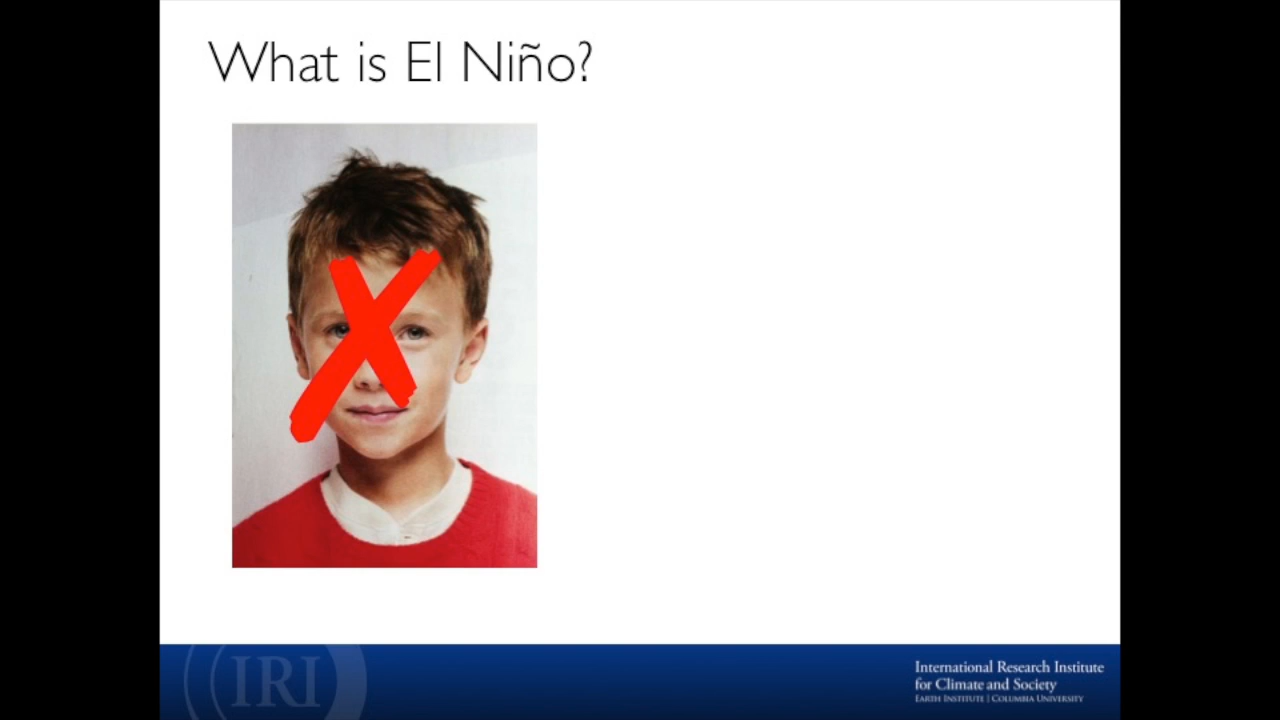 What is El Niño?
IRI
International Research Institute
for Climate and Society
EARTH INSTITUTE | COLUMBIA UNIVERSITY